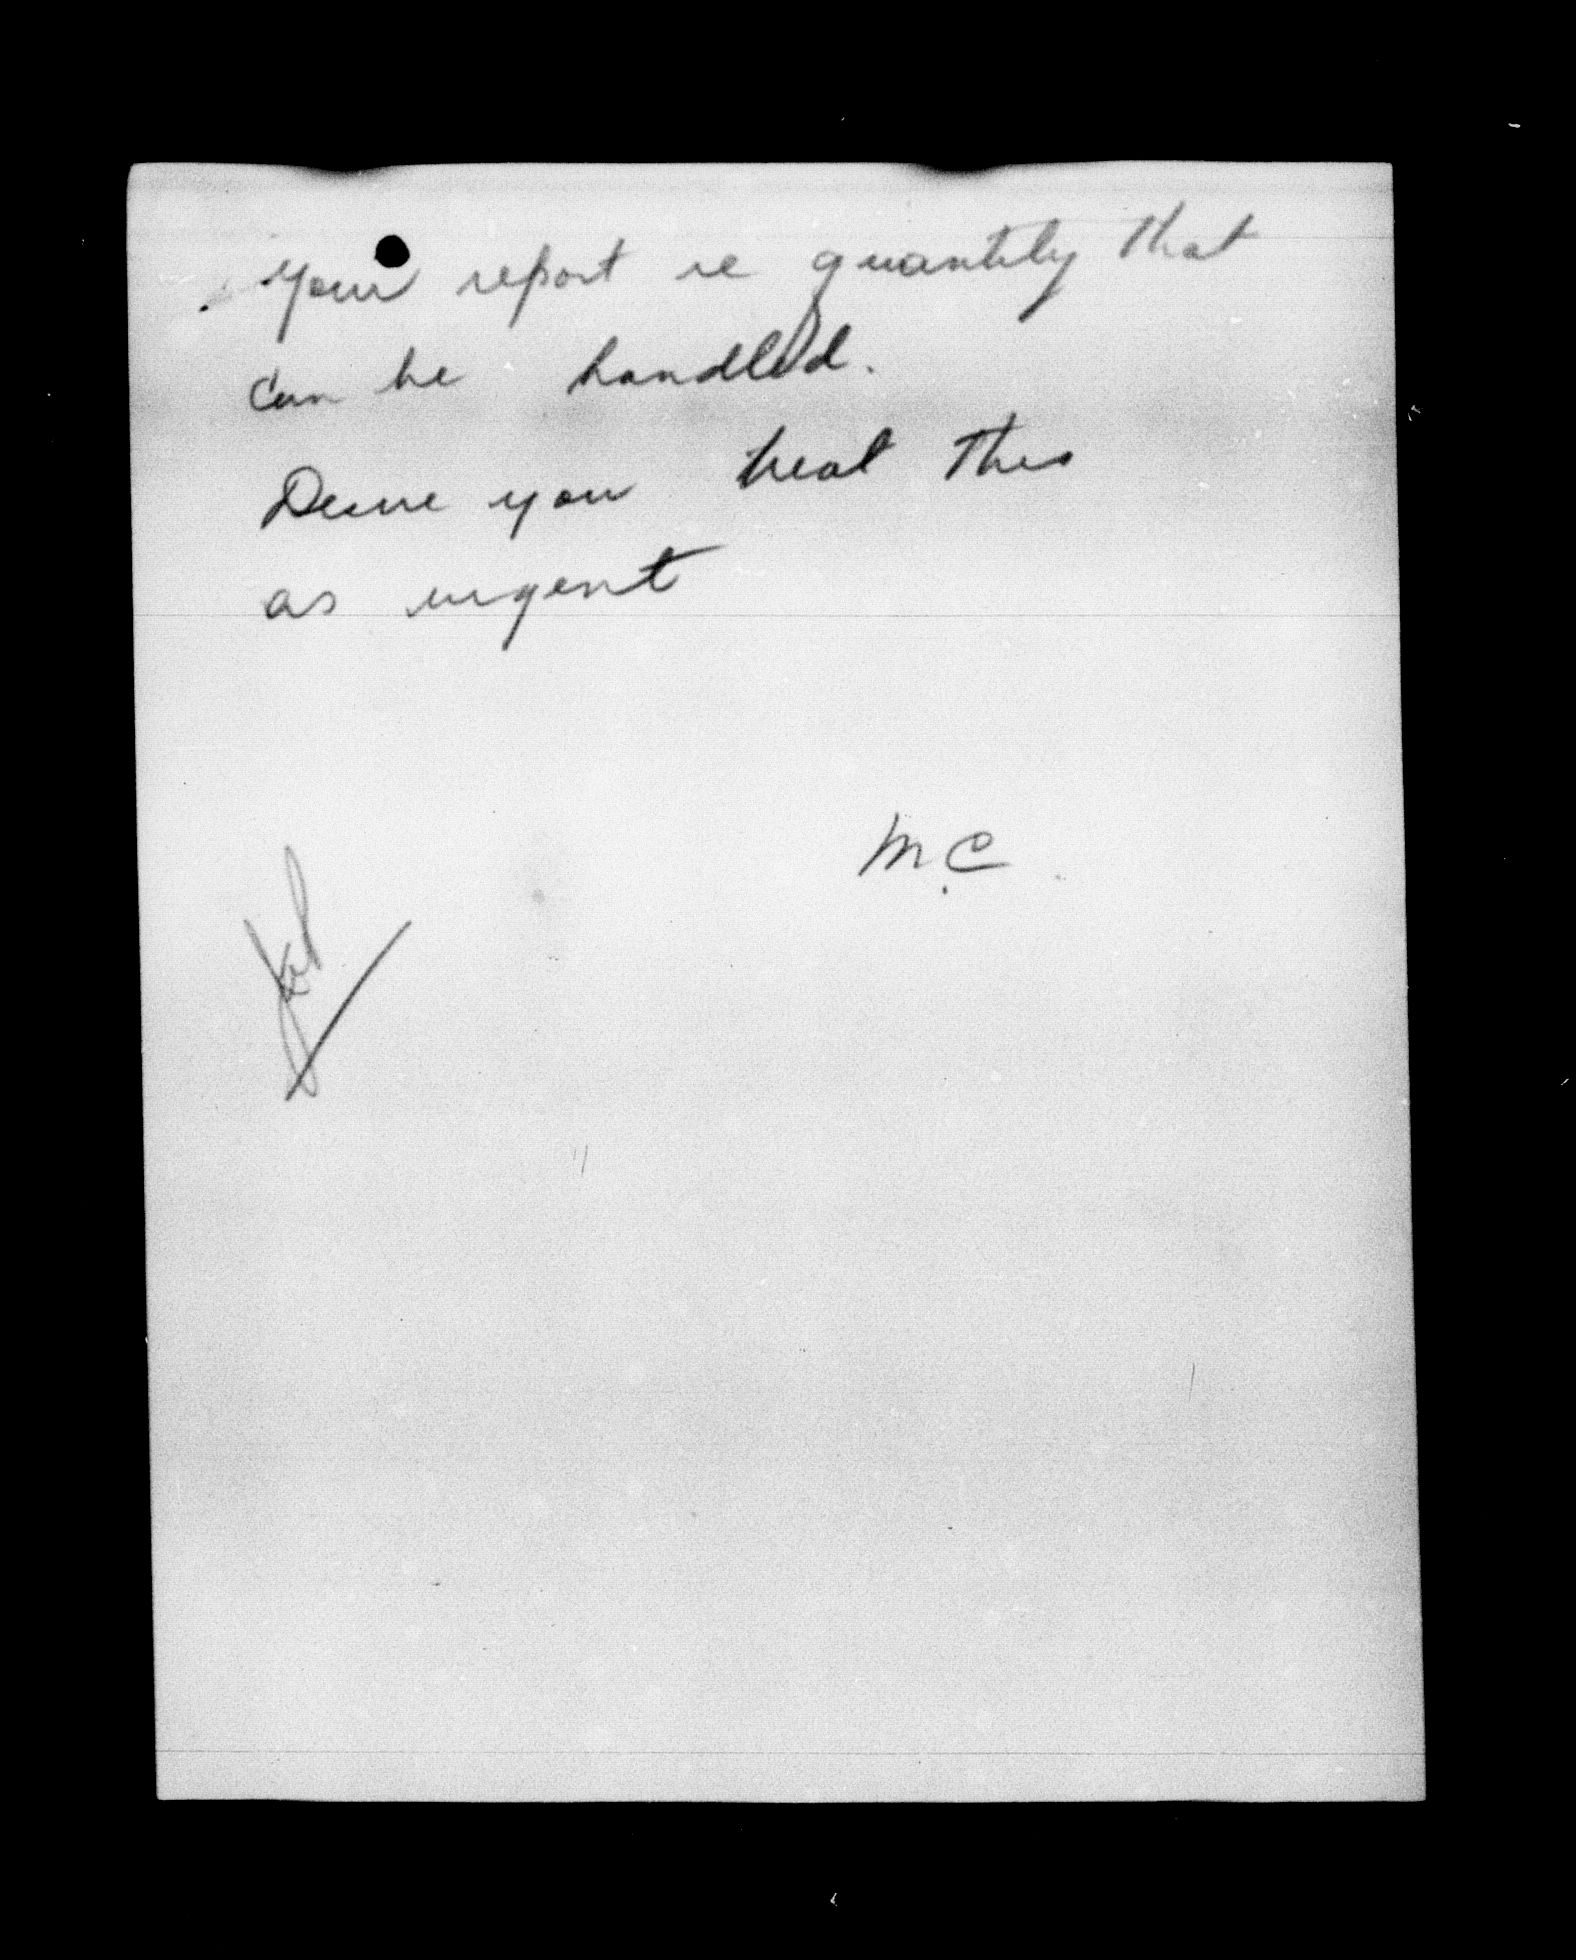 your report re quantity that
can be handled.
Desire you treat this
as urgent
M.C